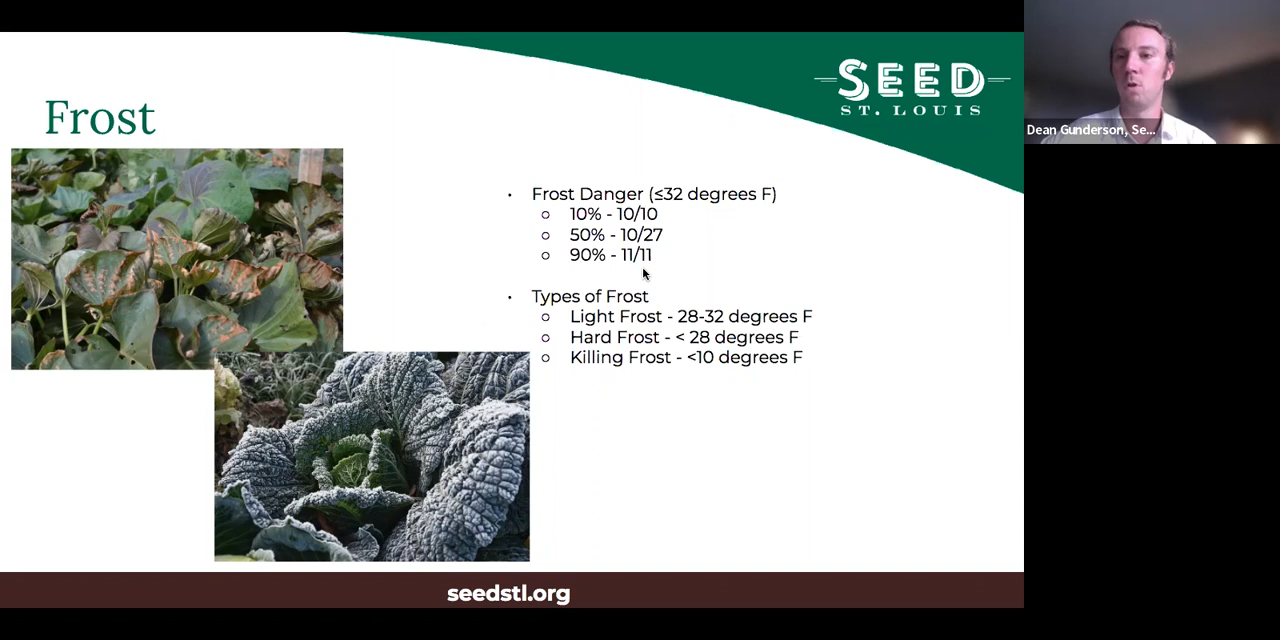 SEED
ST. LOUIS
Dean Gunderson, Se...
Frost
• Frost Danger (≤32 degrees F)
○ 10% - 10/10
○ 50% - 10/27
○ 90% - 11/11
• Types of Frost
○ Light Frost - 28-32 degrees F
○ Hard Frost - < 28 degrees F
○ Killing Frost - <10 degrees F
seedstl.org